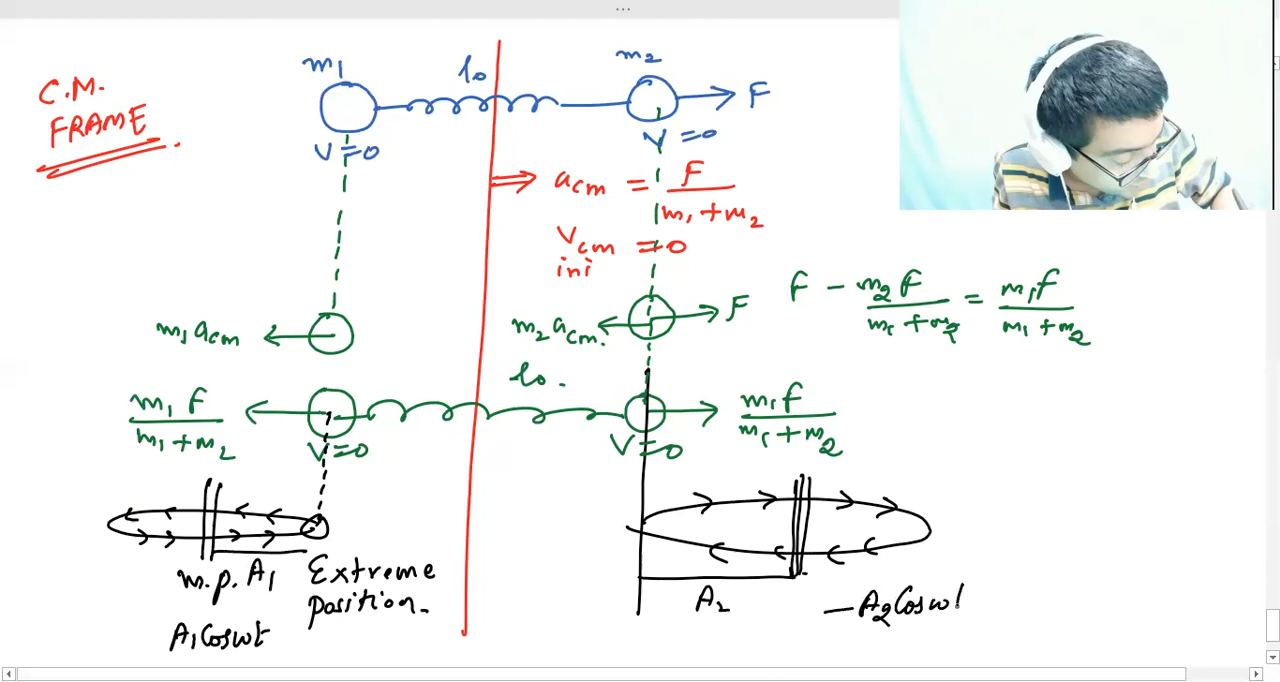 C.M.
FRAME
m1
l0
m2
F
V=0
V=0
acm = F / m1+m2
Vcm =0
ini
m1acm
m2acm.
F
F - m2F / m1+m2 = m1F / m1+m2
l0.
m1F / m1+m2
m1F / m1+m2
V=0
V=0
m.p. A1
Extreme
position.
A2
-A2Cosωt
A1Cosωt